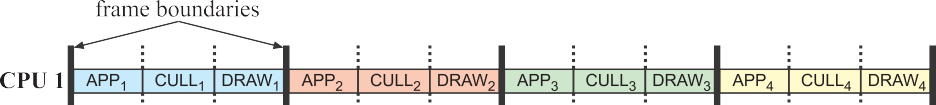 frame boundaries
CPU 1 APP1 CULL1 DRAW1 APP2 CULL2 DRAW2 APP3 CULL3 DRAW3 APP4 CULL4 DRAW4